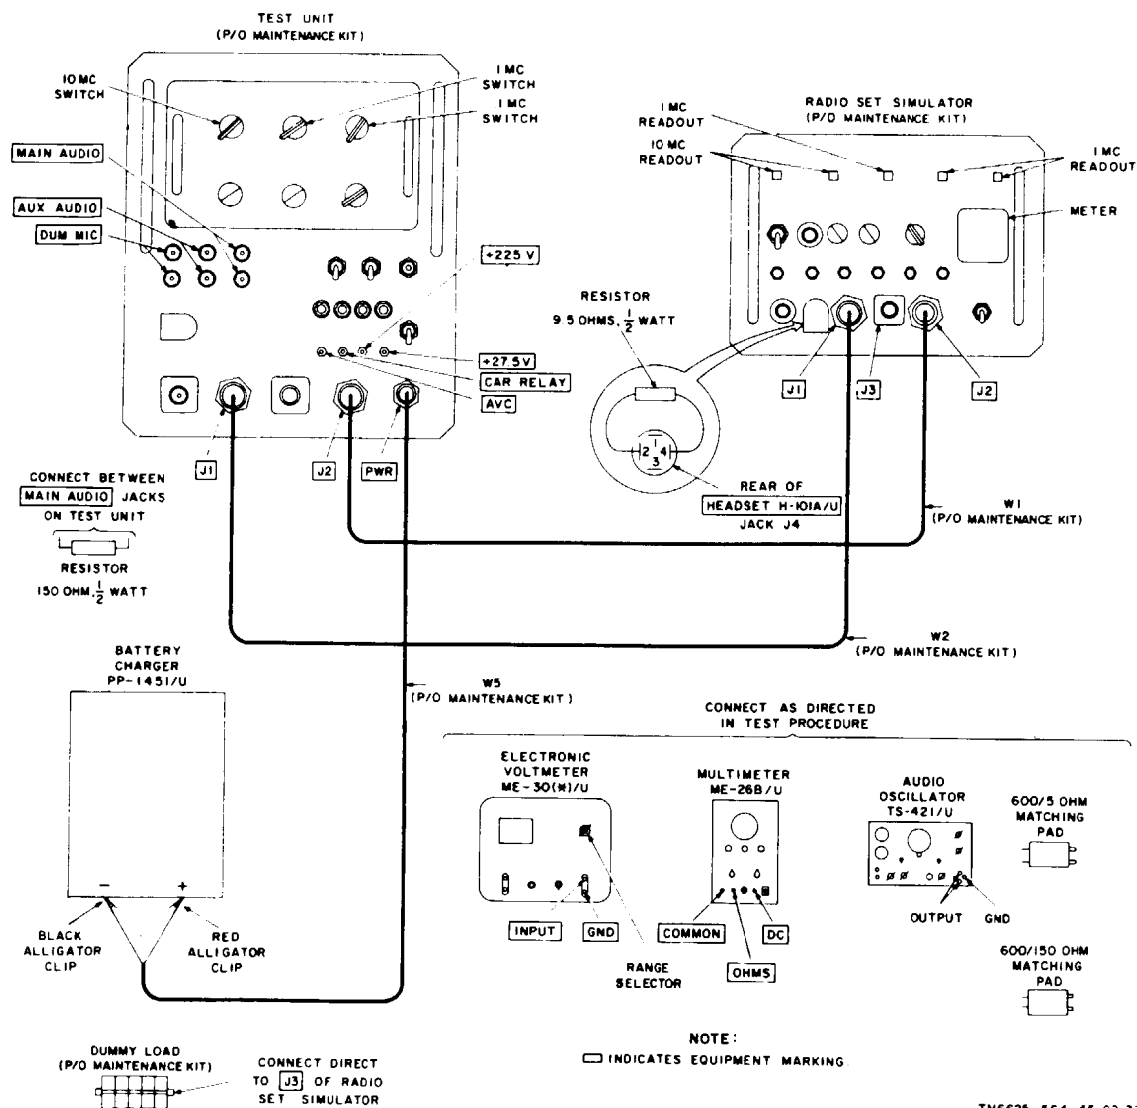 TEST UNIT
(P/O MAINTENANCE KIT)
10 MC
SWITCH
1 MC
SWITCH
1 MC
SWITCH
MAIN AUDIO
AUX AUDIO
DUM MIC
+225 V
+27.5 V
CAR RELAY
AVC
J1
J2
PWR
RADIO SET SIMULATOR
(P/O MAINTENANCE KIT)
1 MC
READOUT
10 MC
READOUT
1 MC
READOUT
METER
RESISTOR
9.5 OHMS, 1/2 WATT
J1
J3
J2
1
2 4
3
REAR OF
HEADSET H-101A/U
JACK J4
W1
(P/O MAINTENANCE KIT)
CONNECT BETWEEN
MAIN AUDIO JACKS
ON TEST UNIT
RESISTOR
150 OHM, 1/2 WATT
W2
(P/O MAINTENANCE KIT)
BATTERY
CHARGER
PP-1451/U
- +
BLACK
ALLIGATOR
CLIP
RED
ALLIGATOR
CLIP
W5
(P/O MAINTENANCE KIT)
CONNECT AS DIRECTED
IN TEST PROCEDURE
ELECTRONIC
VOLTMETER
ME-30(*)/U
INPUT
GND
RANGE
SELECTOR
MULTIMETER
ME-26B/U
COMMON
DC
OHMS
AUDIO
OSCILLATOR
TS-421/U
OUTPUT
GND
600/5 OHM
MATCHING
PAD
600/150 OHM
MATCHING
PAD
NOTE:
INDICATES EQUIPMENT MARKING.
DUMMY LOAD
(P/O MAINTENANCE KIT)
CONNECT DIRECT
TO J3 OF RADIO
SET SIMULATOR